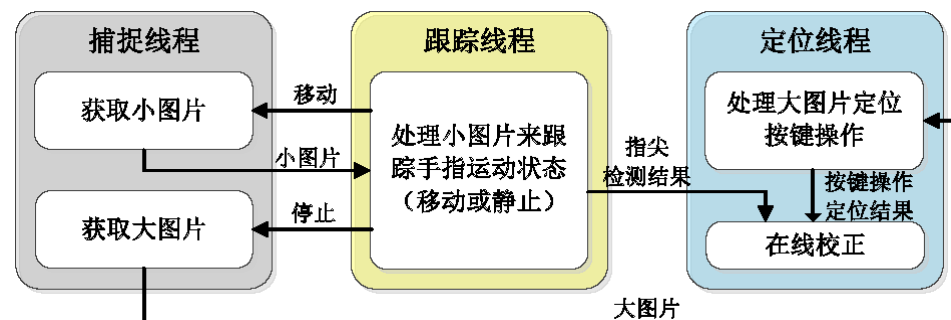 捕捉线程
获取小图片
获取大图片
移动
小图片
停止
跟踪线程
处理小图片来跟
踪手指运动状态
（移动或静止）
指尖
检测结果
定位线程
处理大图片定位
按键操作
按键操作
定位结果
在线校正
大图片